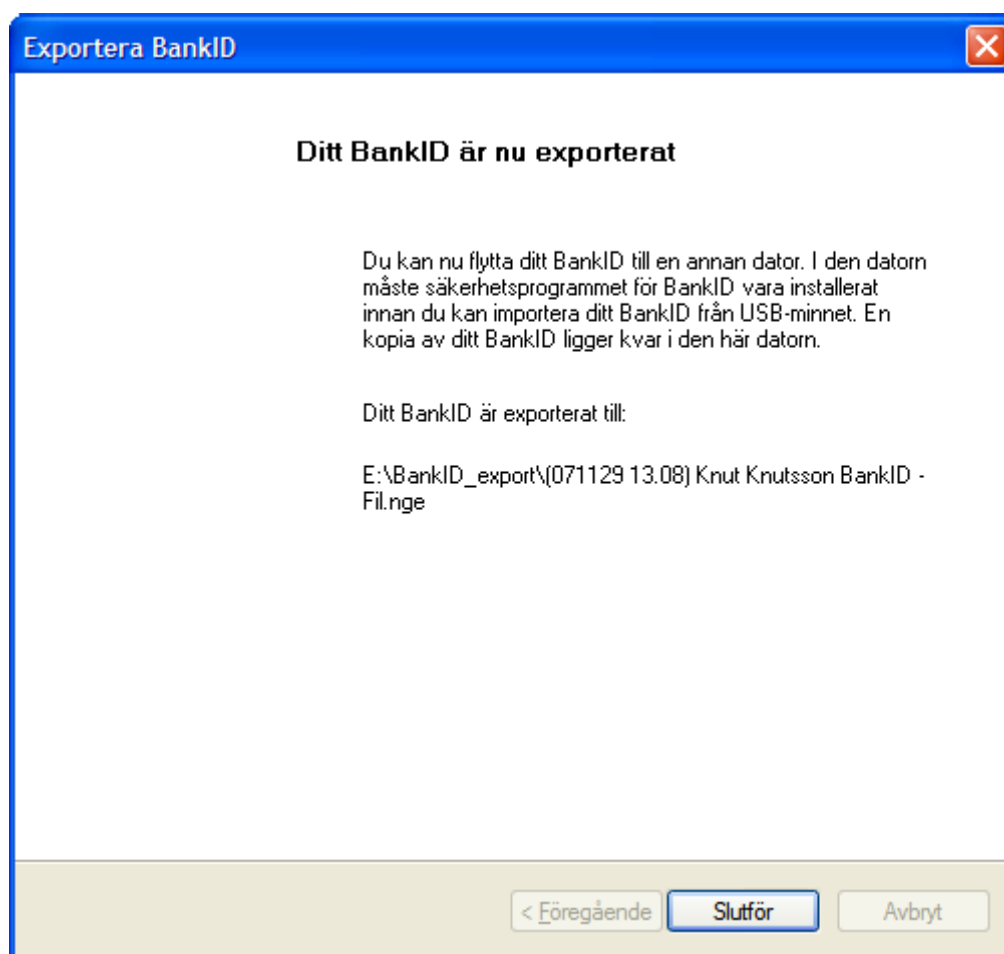 Exportera BankID
Ditt BankID är nu exporterat
Du kan nu flytta ditt BankID till en annan dator. I den datorn
måste säkerhetsprogrammet för BankID vara installerat
innan du kan importera ditt BankID från USB-minnet. En
kopia av ditt BankID ligger kvar i den här datorn.
Ditt BankID är exporterat till:
E:\BankID_export\(071129 13.08) Knut Knutsson BankID -
Fil.nge
< Föregående
Slutför
Avbryt